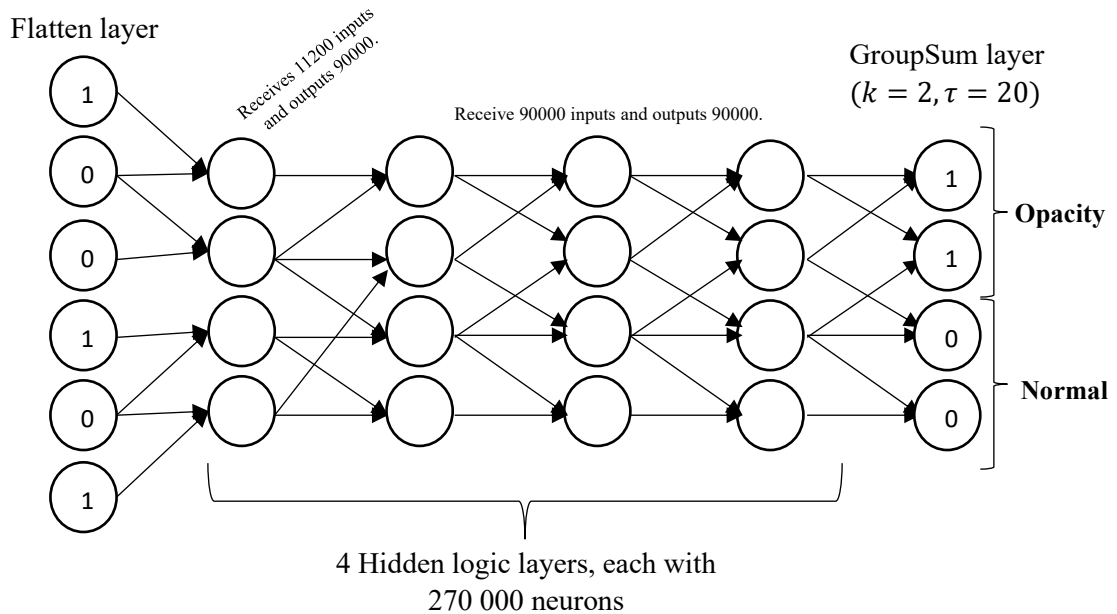 Flatten layer
Receives 11200 inputs
and outputs 90000.
Receive 90000 inputs and outputs 90000.
GroupSum layer
(k = 2, τ = 20)
1
0
0
1
0
1
1
1
0
0
Opacity
Normal
4 Hidden logic layers, each with
270 000 neurons